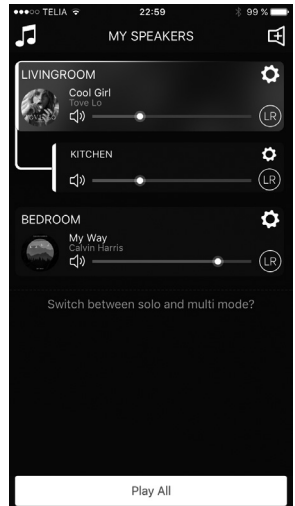 TELIA 22:59 99 %
MY SPEAKERS
LIVINGROOM
Cool Girl
Tove Lo
LR
KITCHEN
LR
BEDROOM
My Way
Calvin Harris
LR
Switch between solo and multi mode?
Play All